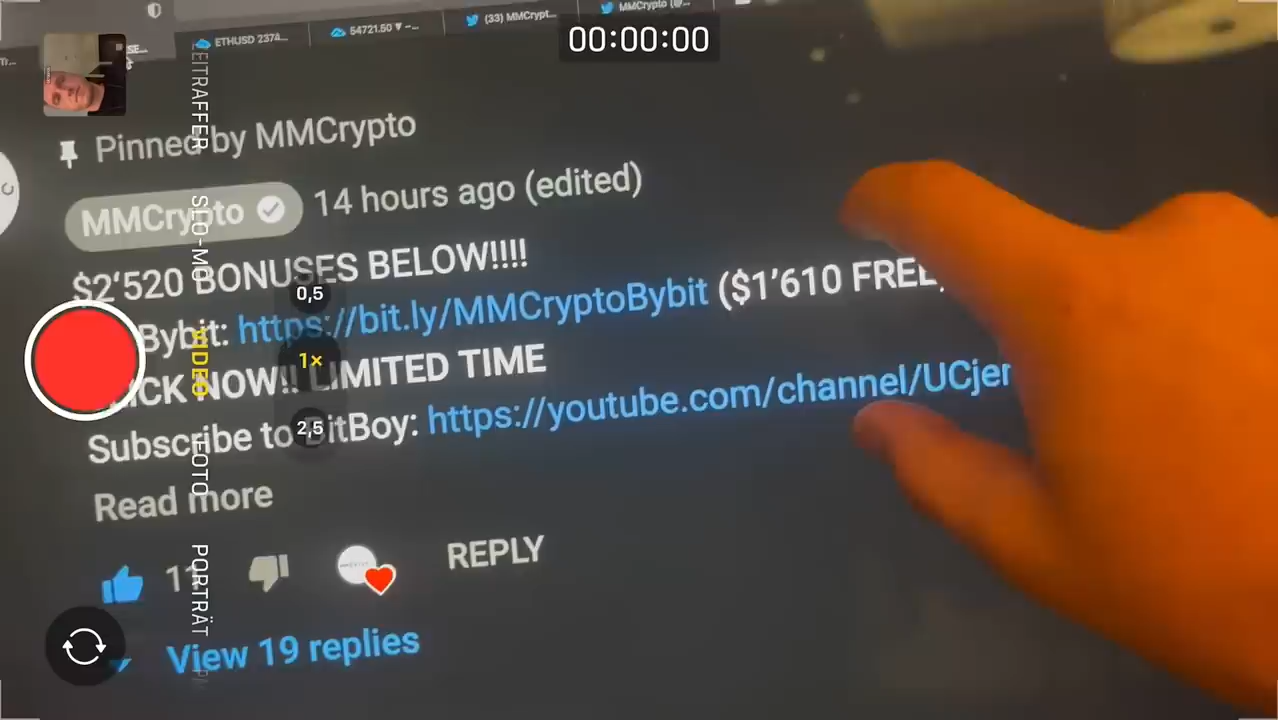 ETHUSD 2374...
54721.50 ▼ –...
(33) MMCrypt...
MMCrypto (@...
00:00:00
Pinned by MMCrypto
MMCrypto 14 hours ago (edited)
$2'520 BONUSES BELOW!!!!
Bybit: https://bit.ly/MMCryptoBybit ($1'610 FREE
NOW!! LIMITED TIME
Subscribe to BitBoy: https://youtube.com/channel/UCjer
Read more
11 REPLY
View 19 replies
ZEITRAFFER
SLO-MO
VIDEO
FOTO
PORTRÄT
0,5
1×
2,5